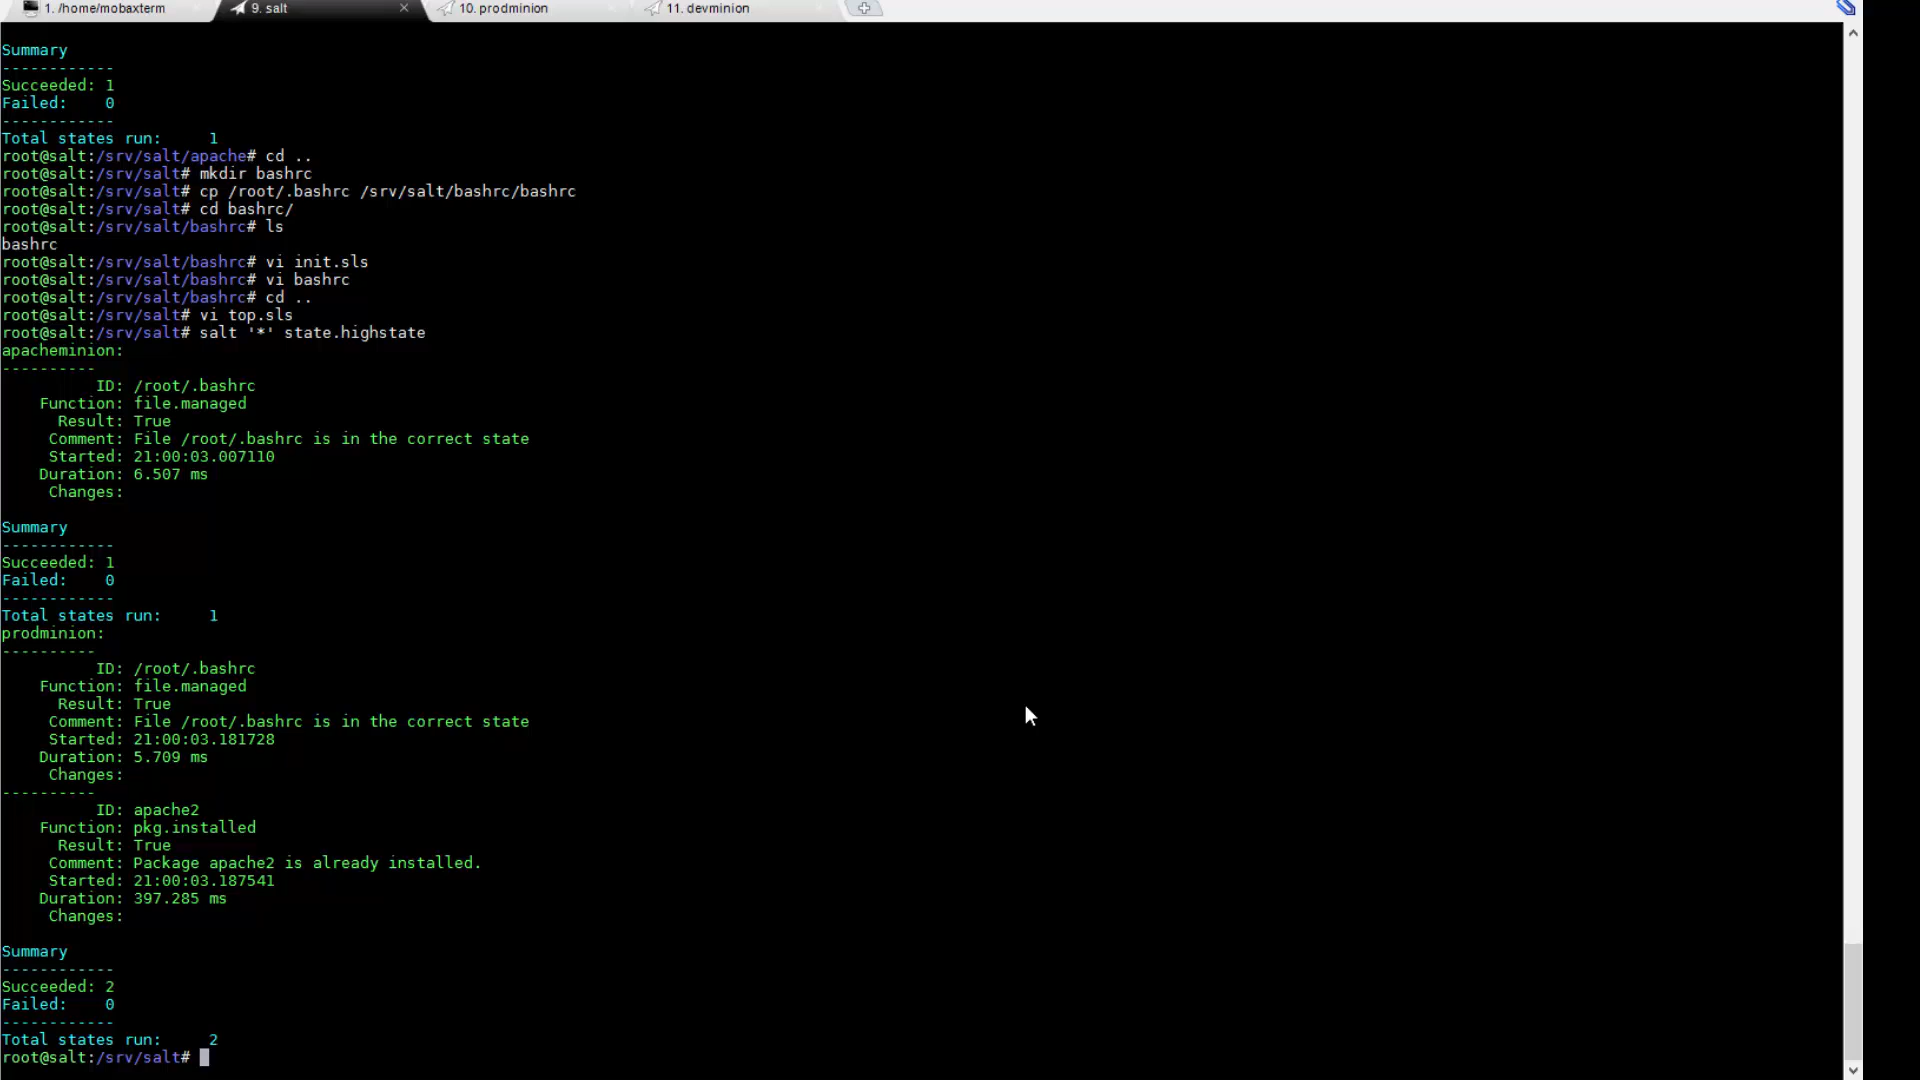 1. /home/mobaxterm
9. salt
10. prodminion
11. devminion
Summary
------------
Succeeded: 1
Failed:    0
------------
Total states run:     1
root@salt:/srv/salt/apache# cd ..
root@salt:/srv/salt# mkdir bashrc
root@salt:/srv/salt# cp /root/.bashrc /srv/salt/bashrc/bashrc
root@salt:/srv/salt# cd bashrc/
root@salt:/srv/salt/bashrc# ls
bashrc
root@salt:/srv/salt/bashrc# vi init.sls
root@salt:/srv/salt/bashrc# vi bashrc
root@salt:/srv/salt/bashrc# cd ..
root@salt:/srv/salt# vi top.sls
root@salt:/srv/salt# salt '*' state.highstate
apacheminion:
----------
          ID: /root/.bashrc
    Function: file.managed
      Result: True
     Comment: File /root/.bashrc is in the correct state
     Started: 21:00:03.007110
    Duration: 6.507 ms
     Changes:
Summary
------------
Succeeded: 1
Failed:    0
------------
Total states run:     1
prodminion:
----------
          ID: /root/.bashrc
    Function: file.managed
      Result: True
     Comment: File /root/.bashrc is in the correct state
     Started: 21:00:03.181728
    Duration: 5.709 ms
     Changes:
----------
          ID: apache2
    Function: pkg.installed
      Result: True
     Comment: Package apache2 is already installed.
     Started: 21:00:03.187541
    Duration: 397.285 ms
     Changes:
Summary
------------
Succeeded: 2
Failed:    0
------------
Total states run:     2
root@salt:/srv/salt#